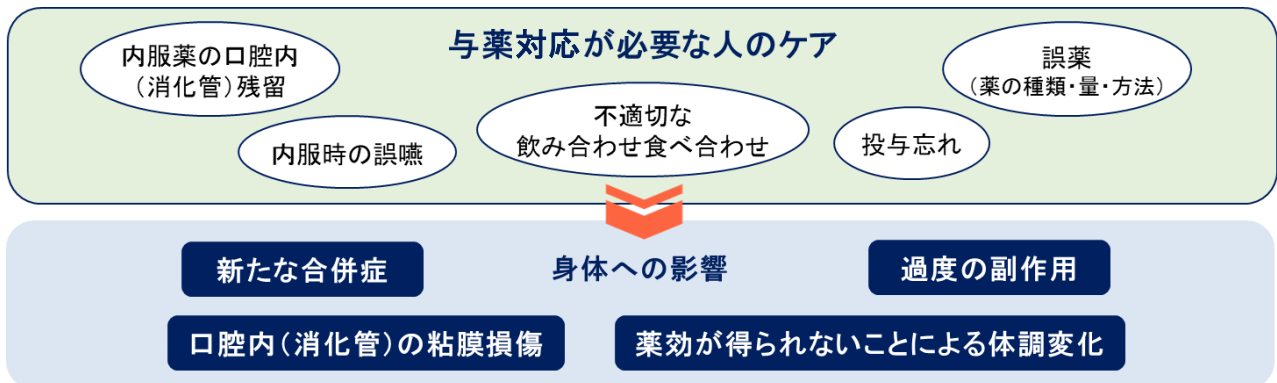 与薬対応が必要な人のケア
内服薬の口腔内
（消化管）残留
内服時の誤嚥
不適切な
飲み合わせ食べ合わせ
投与忘れ
誤薬
（薬の種類・量・方法）
身体への影響
新たな合併症
過度の副作用
口腔内（消化管）の粘膜損傷
薬効が得られないことによる体調変化